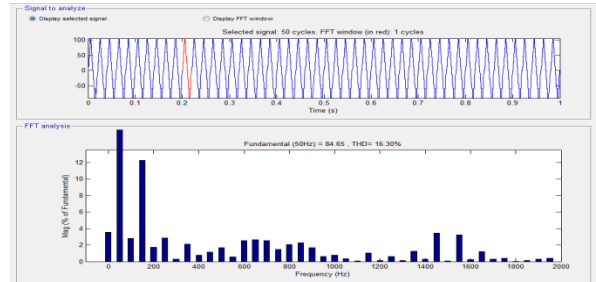 Signal to analyze
Display selected signal Display FFT window
Selected signal: 50 cycles. FFT window (in red): 1 cycles
100
50
0
-50
0 0.1 0.2 0.3 0.4 0.5 0.6 0.7 0.8 0.9 1
Time (s)
FFT analysis
Fundamental (50Hz) = 84.65 , THD= 16.30%
Mag (% of Fundamental)
12
10
8
6
4
2
0
0 200 400 600 800 1000 1200 1400 1600 1800 2000
Frequency (Hz)